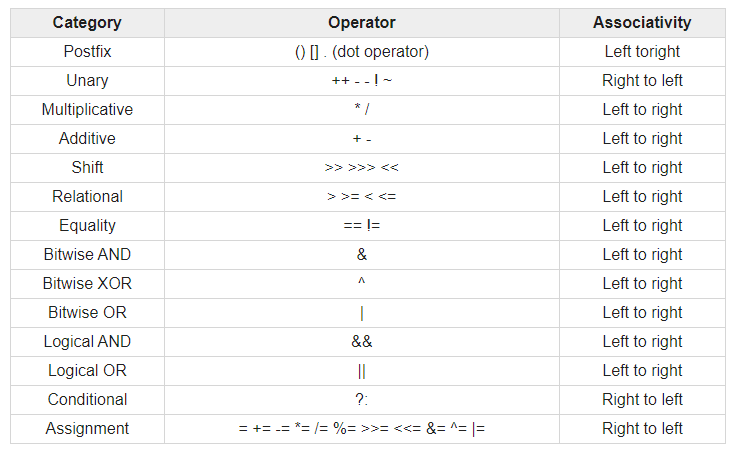 Category Operator Associativity
Postfix () [] . (dot operator) Left toright
Unary ++ - - ! ~ Right to left
Multiplicative * / Left to right
Additive + - Left to right
Shift >> >>> << Left to right
Relational > >= < <= Left to right
Equality == != Left to right
Bitwise AND & Left to right
Bitwise XOR ^ Left to right
Bitwise OR | Left to right
Logical AND && Left to right
Logical OR || Left to right
Conditional ?: Right to left
Assignment = += -= *= /= %= >>= <<= &= ^= |= Right to left